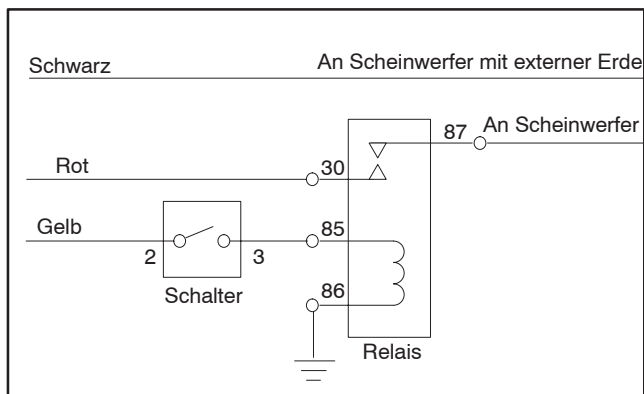 Schwarz
An Scheinwerfer mit externer Erde
87
An Scheinwerfer
Rot
30
Gelb
2
3
85
Schalter
86
Relais